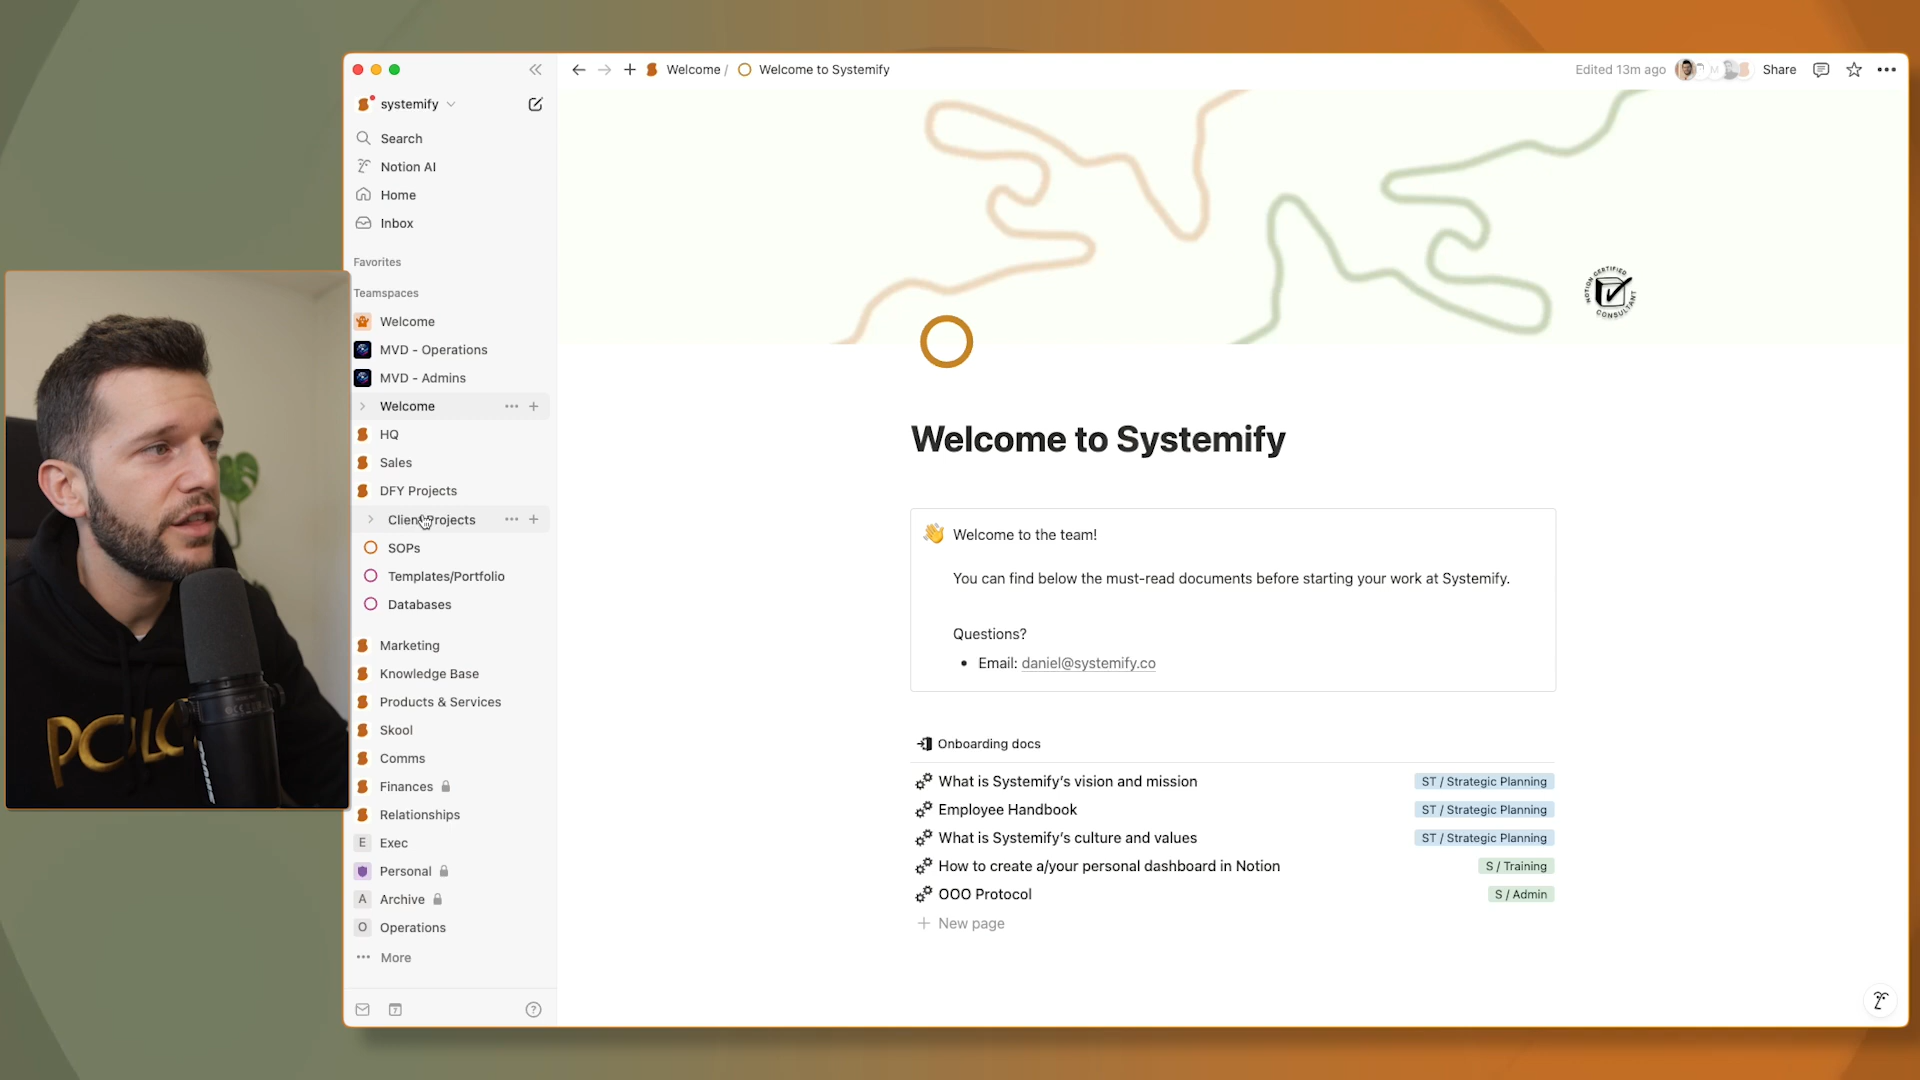 Welcome / Welcome to Systemify
Edited 13m ago
Share
systemify
Search
Notion AI
Home
Inbox
Favorites
Teamspaces
Welcome
MVD - Operations
MVD - Admins
Welcome
HQ
Sales
DFY Projects
Client Projects
SOPs
Templates/Portfolio
Databases
Marketing
Knowledge Base
Products & Services
Skool
Comms
Finances
Relationships
E Exec
Personal
A Archive
O Operations
More
NOTION CERTIFIED
CONSULTANT
Welcome to Systemify
Welcome to the team!
You can find below the must-read documents before starting your work at Systemify.
Questions?
Email: daniel@systemify.co
Onboarding docs
What is Systemify's vision and mission ST / Strategic Planning
Employee Handbook ST / Strategic Planning
What is Systemify's culture and values ST / Strategic Planning
How to create a/your personal dashboard in Notion S / Training
OOO Protocol S / Admin
New page